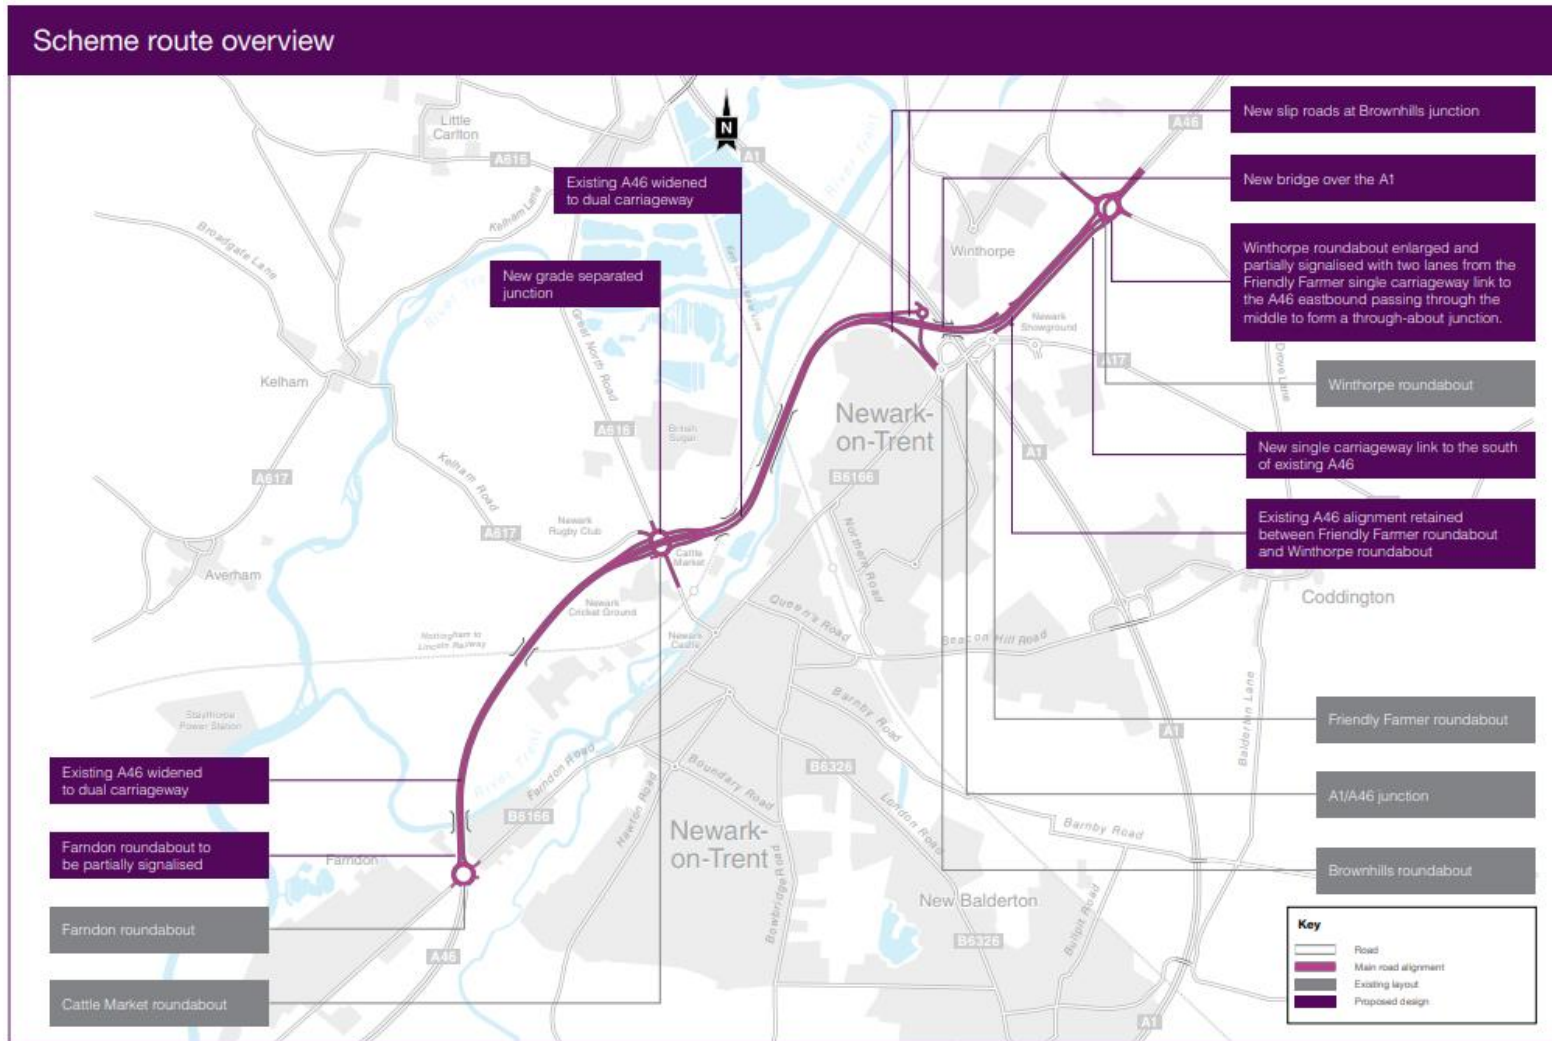 Scheme route overview
N
Little
Carlton
A616
A1
River Trent
A46
New slip roads at Brownhills junction
Existing A46 widened
to dual carriageway
New bridge over the A1
Kelham Lane
Broadgate Lane
Winthorpe
Winthorpe roundabout enlarged and
partially signalised with two lanes from the
Friendly Farmer single carriageway link to
the A46 eastbound passing through the
middle to form a through-about junction.
New grade separated
junction
River Trent
Great North Road
Newark
Showground
A17
Drove Lane
Kelham
Winthorpe roundabout
Newark-
on-Trent
A616
British
Sugar
A1
New single carriageway link to the south
of existing A46
A617
Kelham Road
B6166
Existing A46 alignment retained
between Friendly Farmer roundabout
and Winthorpe roundabout
Newark
Rugby Club
A617
Cattle
Market
Northern Road
Averham
Coddington
Newark
Cricket Ground
Queen's Road
Nottingham to
Lincoln Railway
Newark
Castle
Beacon Hill Road
Staythorpe
Power Station
Barnby Road
Balderton Lane
Friendly Farmer roundabout
A1
Existing A46 widened
to dual carriageway
River Trent
Farndon Road
Boundary Road
B6326
A1/A46 junction
B6166
Hawton Road
London Road
Barnby Road
Farndon roundabout to
be partially signalised
Farndon
Newark-
on-Trent
Brownhills roundabout
Bowbridge Road
New Balderton
Bullpit Road
Farndon roundabout
A46
B6326
Cattle Market roundabout
A1
Key
Road
Main road alignment
Existing layout
Proposed design